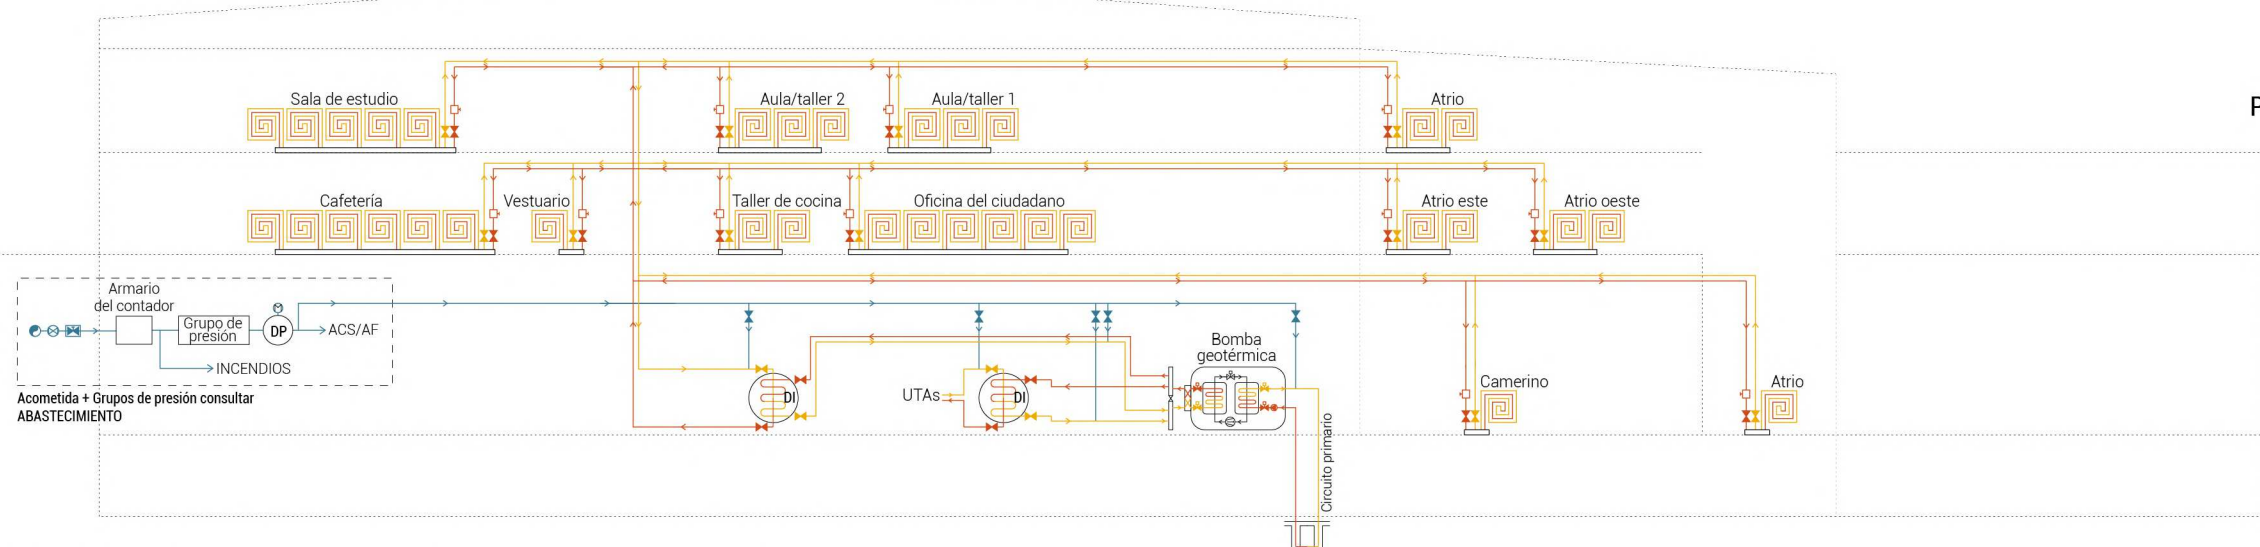 Sala de estudio
Aula/taller 2
Aula/taller 1
Atrio
P
Cafetería
Vestuario
Taller de cocina
Oficina del ciudadano
Atrio este
Atrio oeste
Armario
del contador
Grupo de
presión
DP
ACS/AF
INCENDIOS
Acometida + Grupos de presión consultar
ABASTECIMIENTO
DI
UTAs
DI
Bomba
geotérmica
Circuito primario
Camerino
Atrio